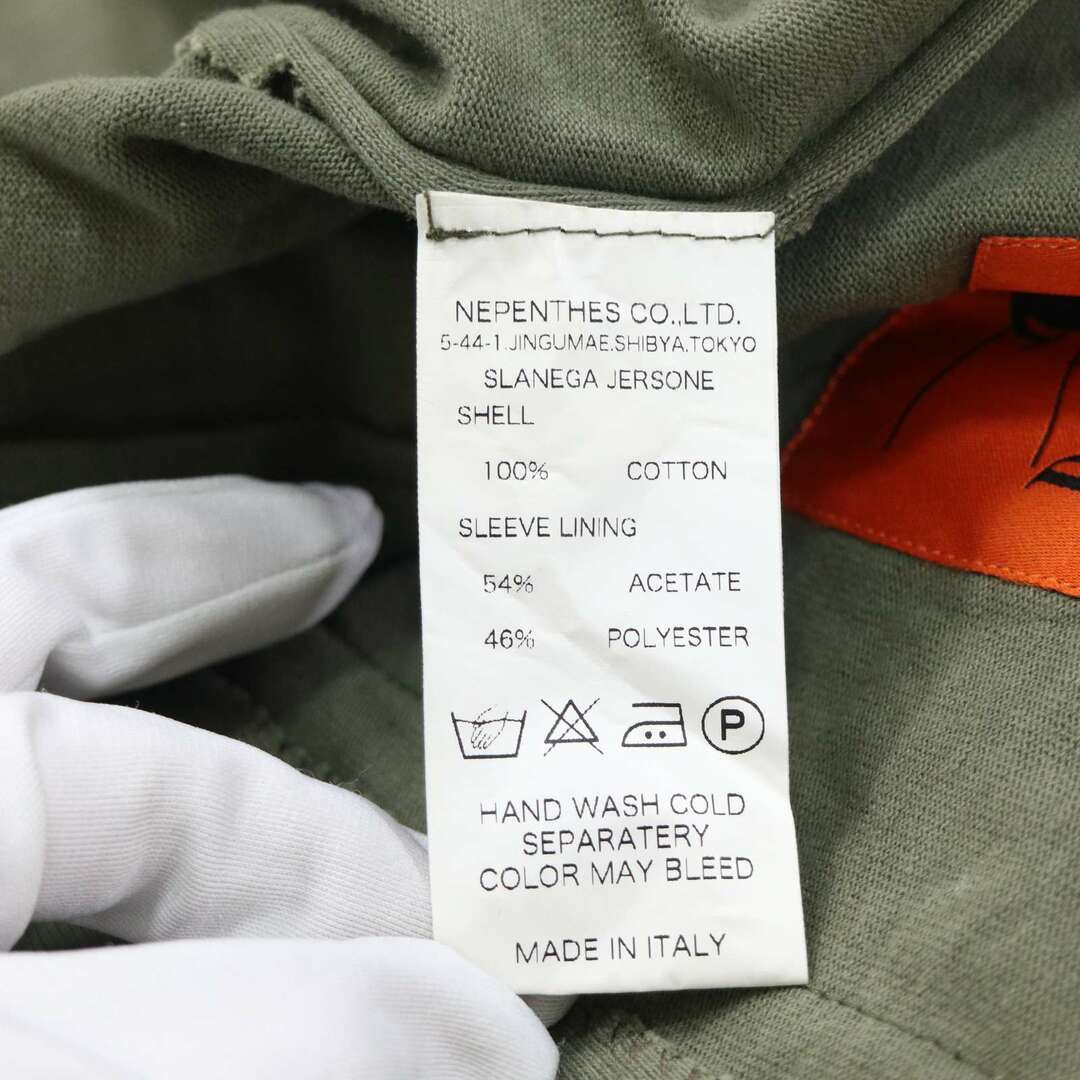 NEPENTHES CO.,LTD.
5-44-1.JINGUMAE.SHIBYA.TOKYO
SLANEGA JERSONE
SHELL
100% COTTON
SLEEVE LINING
54% ACETATE
46% POLYESTER
P
HAND WASH COLD
SEPARATERY
COLOR MAY BLEED
MADE IN ITALY